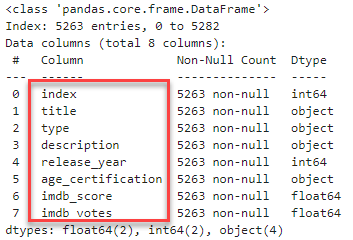 <class 'pandas.core.frame.DataFrame'>
Index: 5263 entries, 0 to 5282
Data columns (total 8 columns):
# Column Non-Null Count Dtype
--- ------ -------------- -----
0 index 5263 non-null int64
1 title 5263 non-null object
2 type 5263 non-null object
3 description 5263 non-null object
4 release_year 5263 non-null int64
5 age_certification 5263 non-null object
6 imdb_score 5263 non-null float64
7 imdb_votes 5263 non-null float64
dtypes: float64(2), int64(2), object(4)